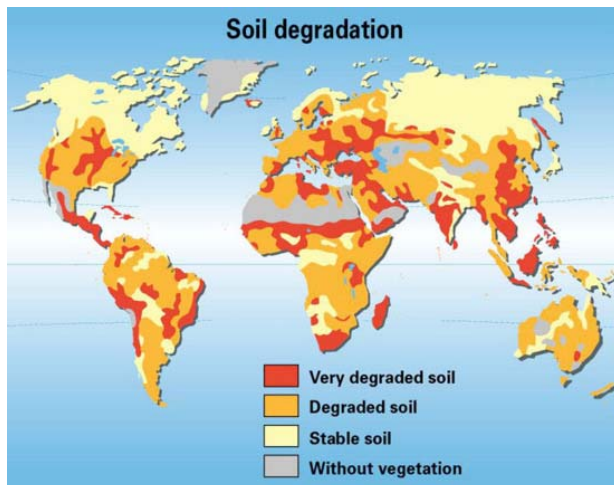 Soil degradation
Very degraded soil
Degraded soil
Stable soil
Without vegetation